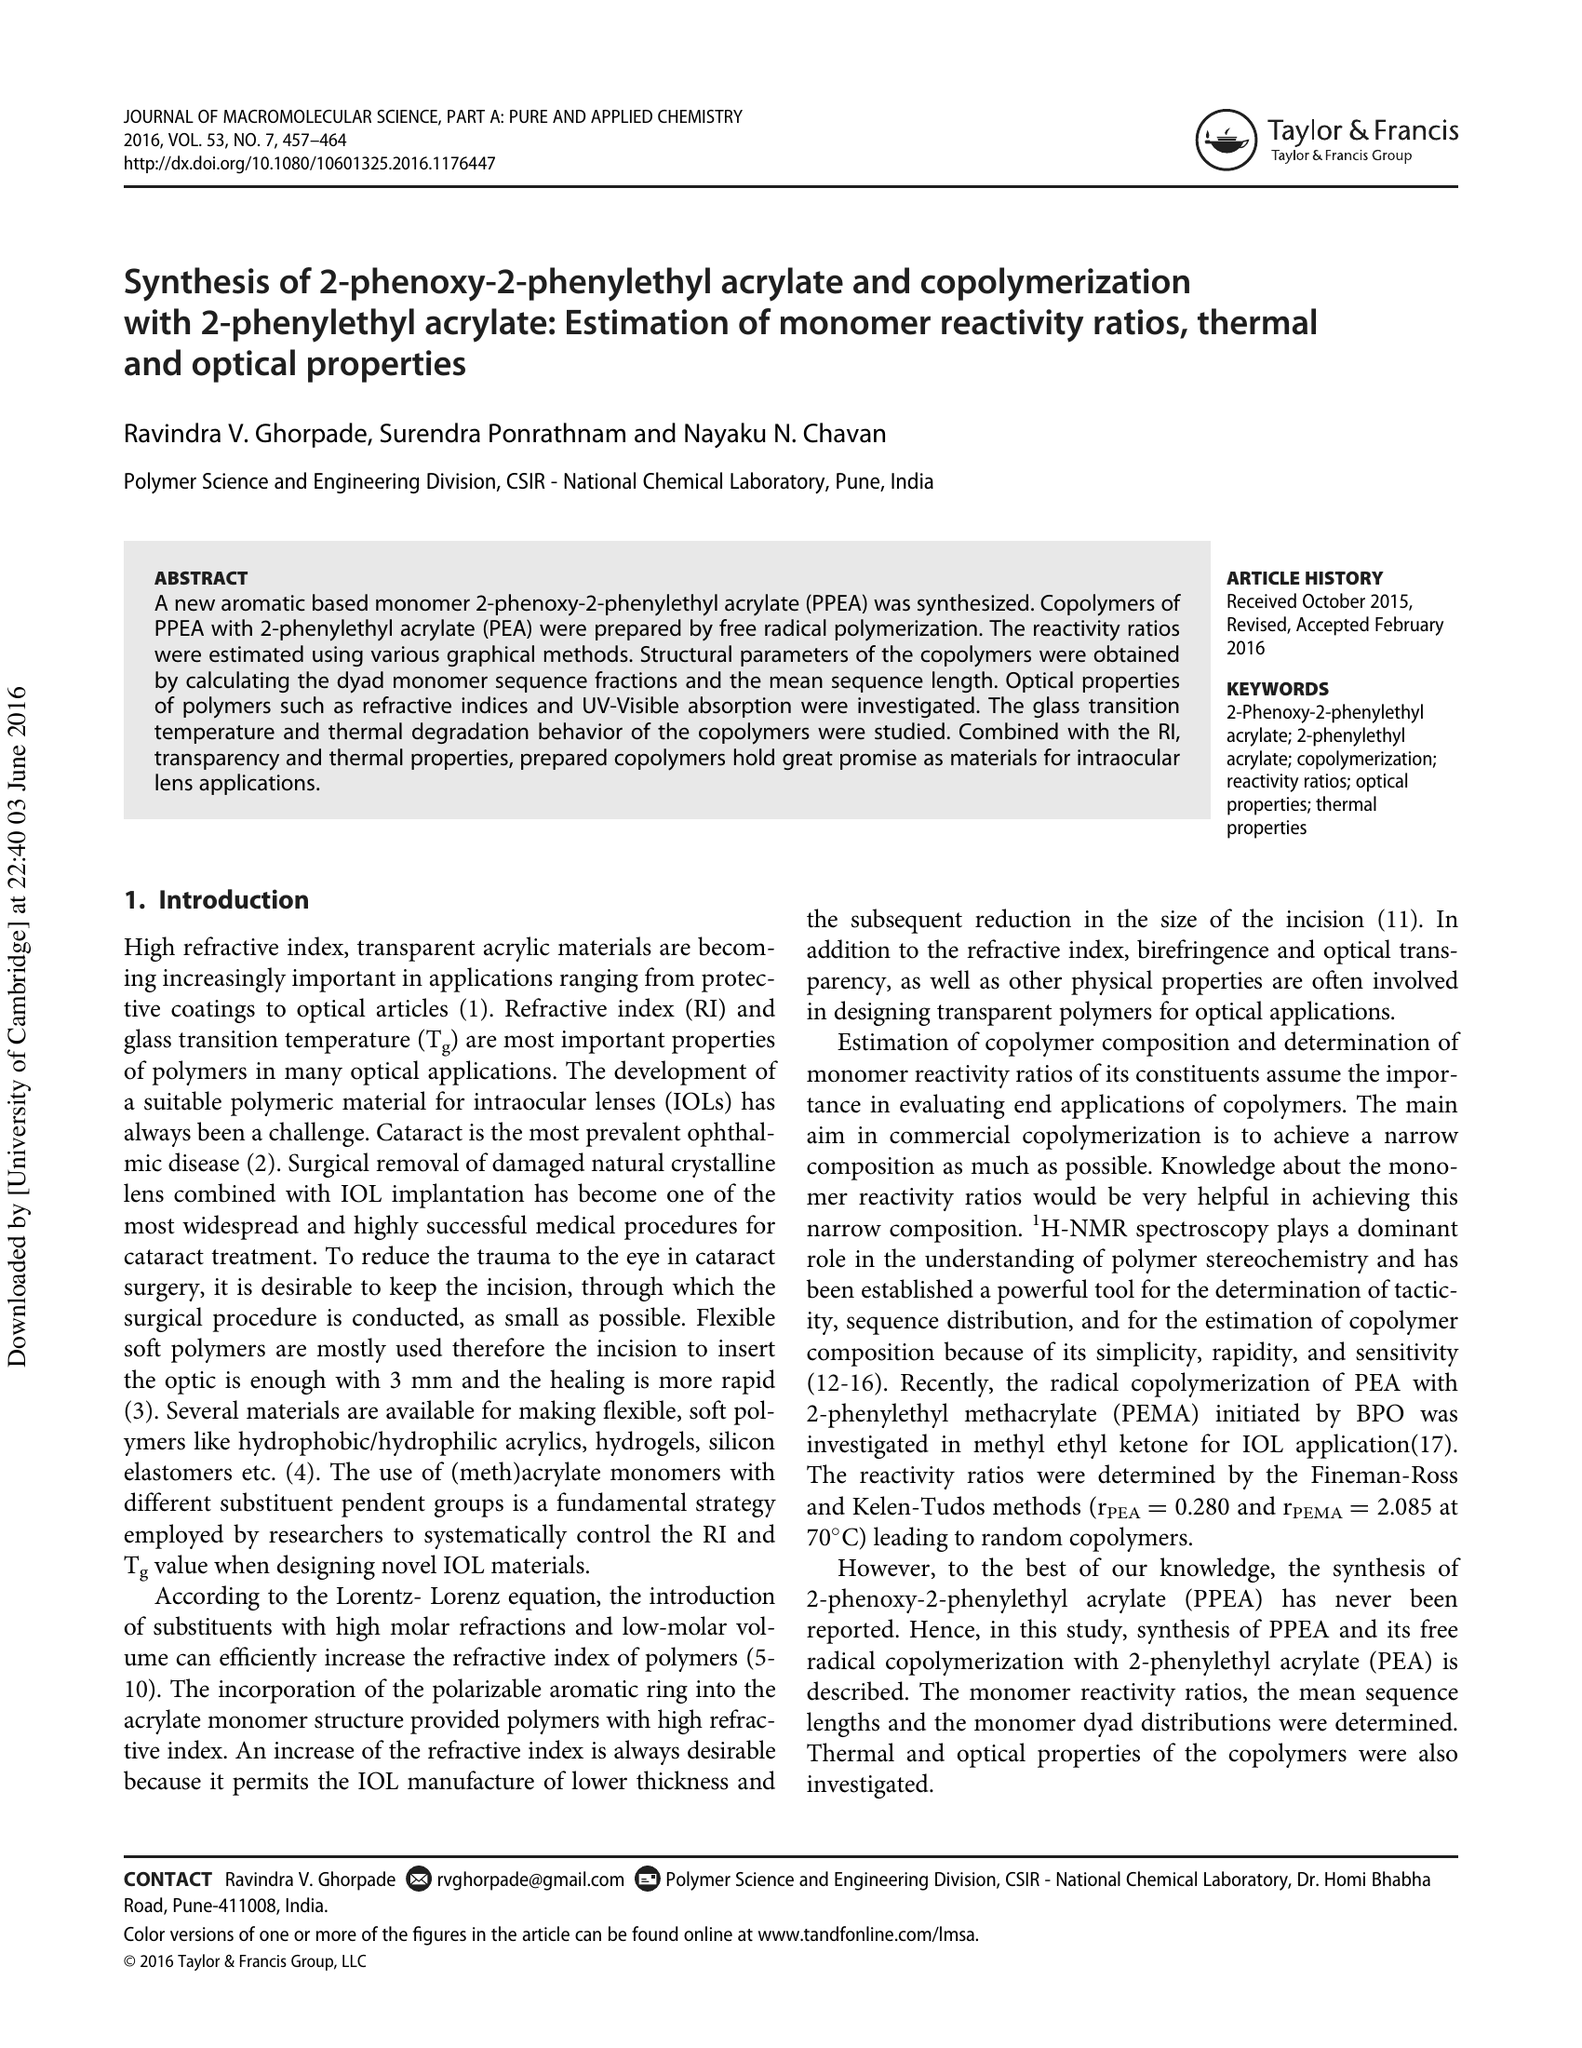 JOURNAL OF MACROMOLECULAR SCIENCE, PART A: PURE AND APPLIED CHEMISTRY
2016, VOL. 53, NO. 7, 457–464
http://dx.doi.org/10.1080/10601325.2016.1176447
Taylor & Francis
Taylor & Francis Group
Synthesis of 2-phenoxy-2-phenylethyl acrylate and copolymerization
with 2-phenylethyl acrylate: Estimation of monomer reactivity ratios, thermal
and optical properties
Ravindra V. Ghorpade, Surendra Ponrathnam and Nayaku N. Chavan
Polymer Science and Engineering Division, CSIR - National Chemical Laboratory, Pune, India
ABSTRACT
A new aromatic based monomer 2-phenoxy-2-phenylethyl acrylate (PPEA) was synthesized. Copolymers of
PPEA with 2-phenylethyl acrylate (PEA) were prepared by free radical polymerization. The reactivity ratios
were estimated using various graphical methods. Structural parameters of the copolymers were obtained
by calculating the dyad monomer sequence fractions and the mean sequence length. Optical properties
of polymers such as refractive indices and UV-Visible absorption were investigated. The glass transition
temperature and thermal degradation behavior of the copolymers were studied. Combined with the RI,
transparency and thermal properties, prepared copolymers hold great promise as materials for intraocular
lens applications.
ARTICLE HISTORY
Received October 2015,
Revised, Accepted February
2016
KEYWORDS
2-Phenoxy-2-phenylethyl
acrylate; 2-phenylethyl
acrylate; copolymerization;
reactivity ratios; optical
properties; thermal
properties
1. Introduction
High refractive index, transparent acrylic materials are becom-
ing increasingly important in applications ranging from protec-
tive coatings to optical articles (1). Refractive index (RI) and
glass transition temperature (Tg) are most important properties
of polymers in many optical applications. The development of
a suitable polymeric material for intraocular lenses (IOLs) has
always been a challenge. Cataract is the most prevalent ophthal-
mic disease (2). Surgical removal of damaged natural crystalline
lens combined with IOL implantation has become one of the
most widespread and highly successful medical procedures for
cataract treatment. To reduce the trauma to the eye in cataract
surgery, it is desirable to keep the incision, through which the
surgical procedure is conducted, as small as possible. Flexible
soft polymers are mostly used therefore the incision to insert
the optic is enough with 3 mm and the healing is more rapid
(3). Several materials are available for making flexible, soft pol-
ymers like hydrophobic/hydrophilic acrylics, hydrogels, silicon
elastomers etc. (4). The use of (meth)acrylate monomers with
different substituent pendent groups is a fundamental strategy
employed by researchers to systematically control the RI and
Tg value when designing novel IOL materials.
According to the Lorentz- Lorenz equation, the introduction
of substituents with high molar refractions and low-molar vol-
ume can efficiently increase the refractive index of polymers (5-
10). The incorporation of the polarizable aromatic ring into the
acrylate monomer structure provided polymers with high refrac-
tive index. An increase of the refractive index is always desirable
because it permits the IOL manufacture of lower thickness and
the subsequent reduction in the size of the incision (11). In
addition to the refractive index, birefringence and optical trans-
parency, as well as other physical properties are often involved
in designing transparent polymers for optical applications.
Estimation of copolymer composition and determination of
monomer reactivity ratios of its constituents assume the impor-
tance in evaluating end applications of copolymers. The main
aim in commercial copolymerization is to achieve a narrow
composition as much as possible. Knowledge about the mono-
mer reactivity ratios would be very helpful in achieving this
narrow composition. ¹H-NMR spectroscopy plays a dominant
role in the understanding of polymer stereochemistry and has
been established a powerful tool for the determination of tactic-
ity, sequence distribution, and for the estimation of copolymer
composition because of its simplicity, rapidity, and sensitivity
(12-16). Recently, the radical copolymerization of PEA with
2-phenylethyl methacrylate (PEMA) initiated by BPO was
investigated in methyl ethyl ketone for IOL application(17).
The reactivity ratios were determined by the Fineman-Ross
and Kelen-Tudos methods (rPEA = 0.280 and rPEMA = 2.085 at
70°C) leading to random copolymers.
However, to the best of our knowledge, the synthesis of
2-phenoxy-2-phenylethyl acrylate (PPEA) has never been
reported. Hence, in this study, synthesis of PPEA and its free
radical copolymerization with 2-phenylethyl acrylate (PEA) is
described. The monomer reactivity ratios, the mean sequence
lengths and the monomer dyad distributions were determined.
Thermal and optical properties of the copolymers were also
investigated.
CONTACT Ravindra V. Ghorpade rvghorpade@gmail.com Polymer Science and Engineering Division, CSIR - National Chemical Laboratory, Dr. Homi Bhabha
Road, Pune-411008, India.
Color versions of one or more of the figures in the article can be found online at www.tandfonline.com/lmsa.
© 2016 Taylor & Francis Group, LLC
Downloaded by [University of Cambridge] at 22:40 03 June 2016